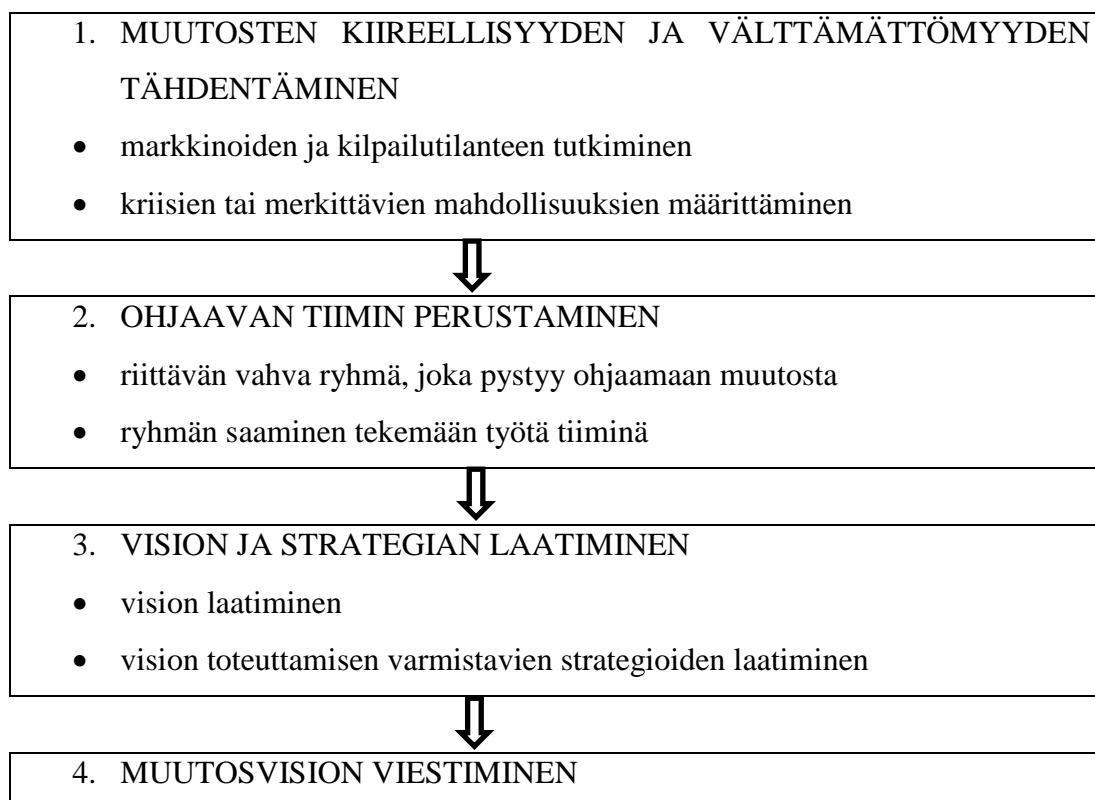 1. MUUTOSTEN KIIREELLISYYDEN JA VÄLTTÄMÄTTÖMYYDEN
TÄHDENTÄMINEN
• markkinoiden ja kilpailutilanteen tutkiminen
• kriisien tai merkittävien mahdollisuuksien määrittäminen
2. OHJAAVAN TIIMIN PERUSTAMINEN
• riittävän vahva ryhmä, joka pystyy ohjaamaan muutosta
• ryhmän saaminen tekemään työtä tiiminä
3. VISION JA STRATEGIAN LAATIMINEN
• vision laatiminen
• vision toteuttamisen varmistavien strategioiden laatiminen
4. MUUTOSVISION VIESTIMINEN